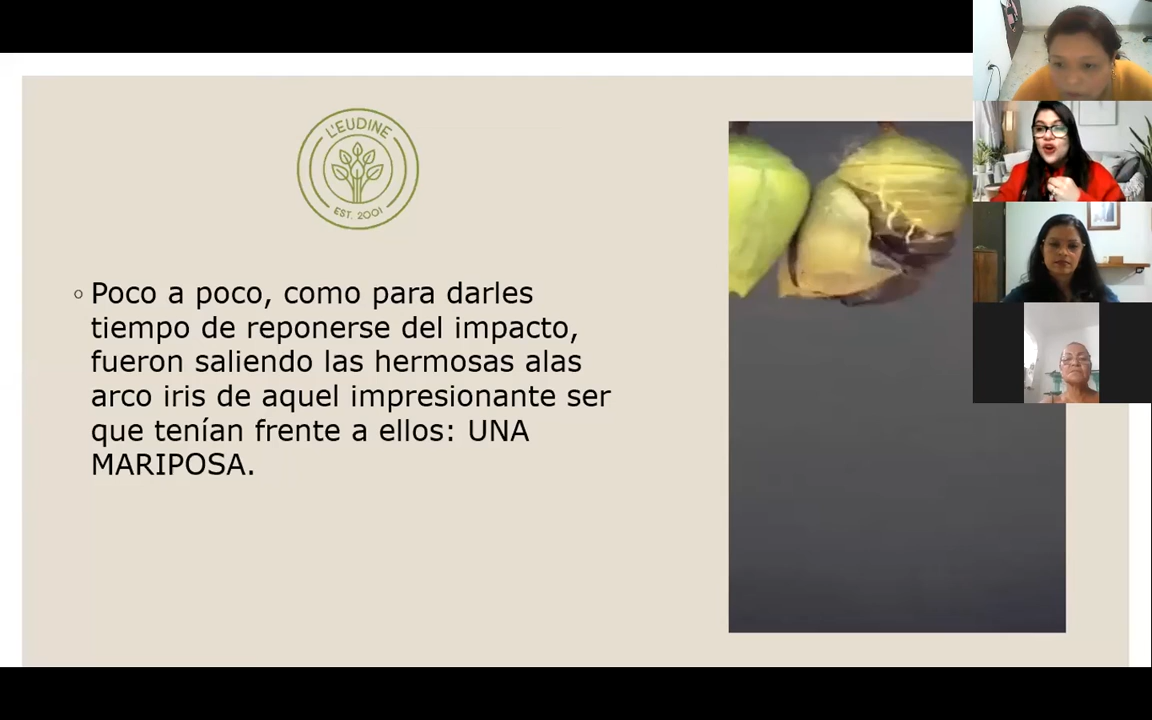 L'EUDINE
EST. 2001
Poco a poco, como para darles
tiempo de reponerse del impacto,
fueron saliendo las hermosas alas
arco iris de aquel impresionante ser
que tenían frente a ellos: UNA
MARIPOSA.